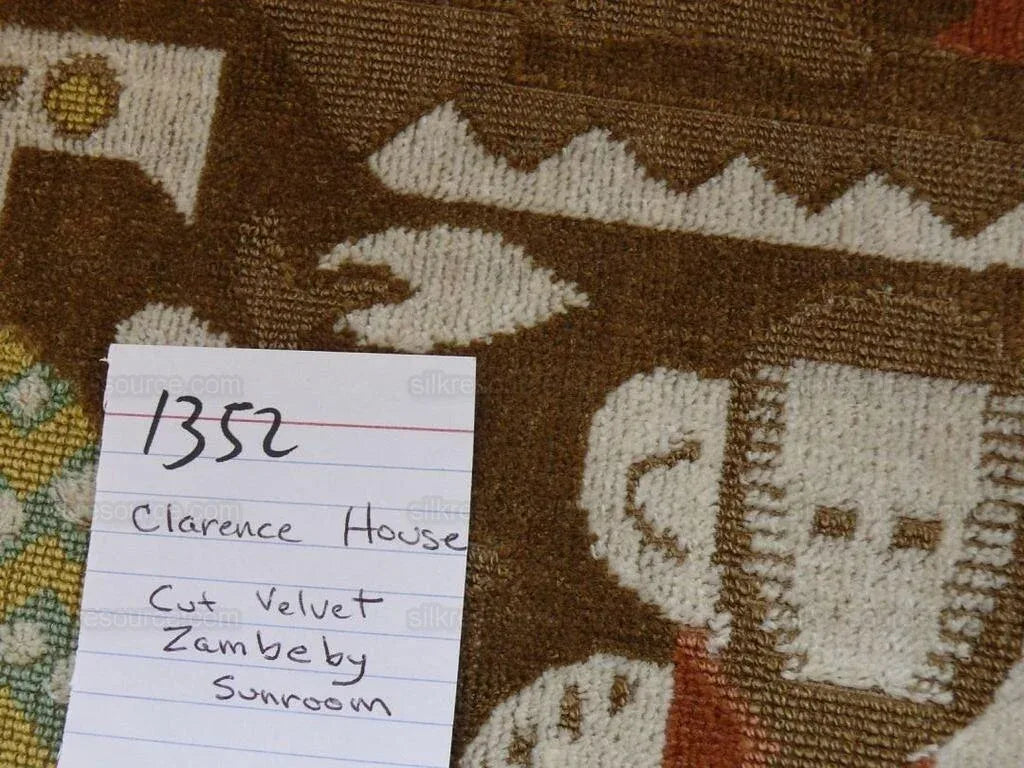 1352
Clarence House
Cut Velvet
Zambeby
Sunroom